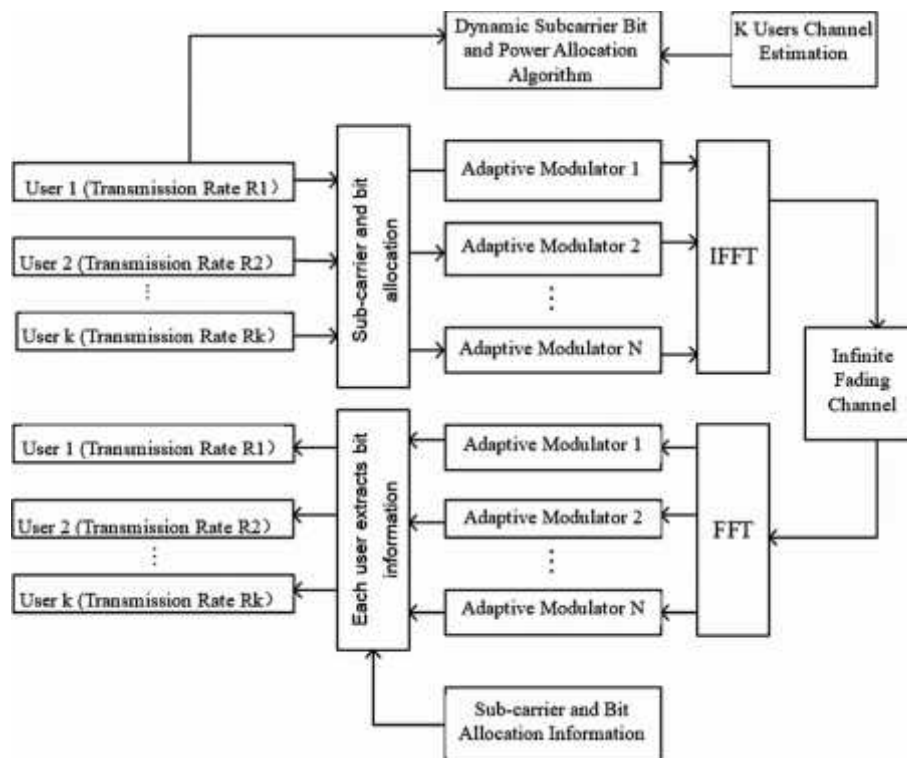 Dynamic Subcarrier Bit
and Power Allocation
Algorithm
K Users Channel
Estimation
User 1 (Transmission Rate R1)
User 2 (Transmission Rate R2)
⋮
User k (Transmission Rate Rk)
Sub-carrier and bit
allocation
Adaptive Modulator 1
Adaptive Modulator 2
⋮
Adaptive Modulator N
IFFT
Infinite
Fading
Channel
User 1 (Transmission Rate R1)
User 2 (Transmission Rate R2)
⋮
User k (Transmission Rate Rk)
Each user extracts bit
information
Adaptive Modulator 1
Adaptive Modulator 2
⋮
Adaptive Modulator N
FFT
Sub-carrier and Bit
Allocation Information